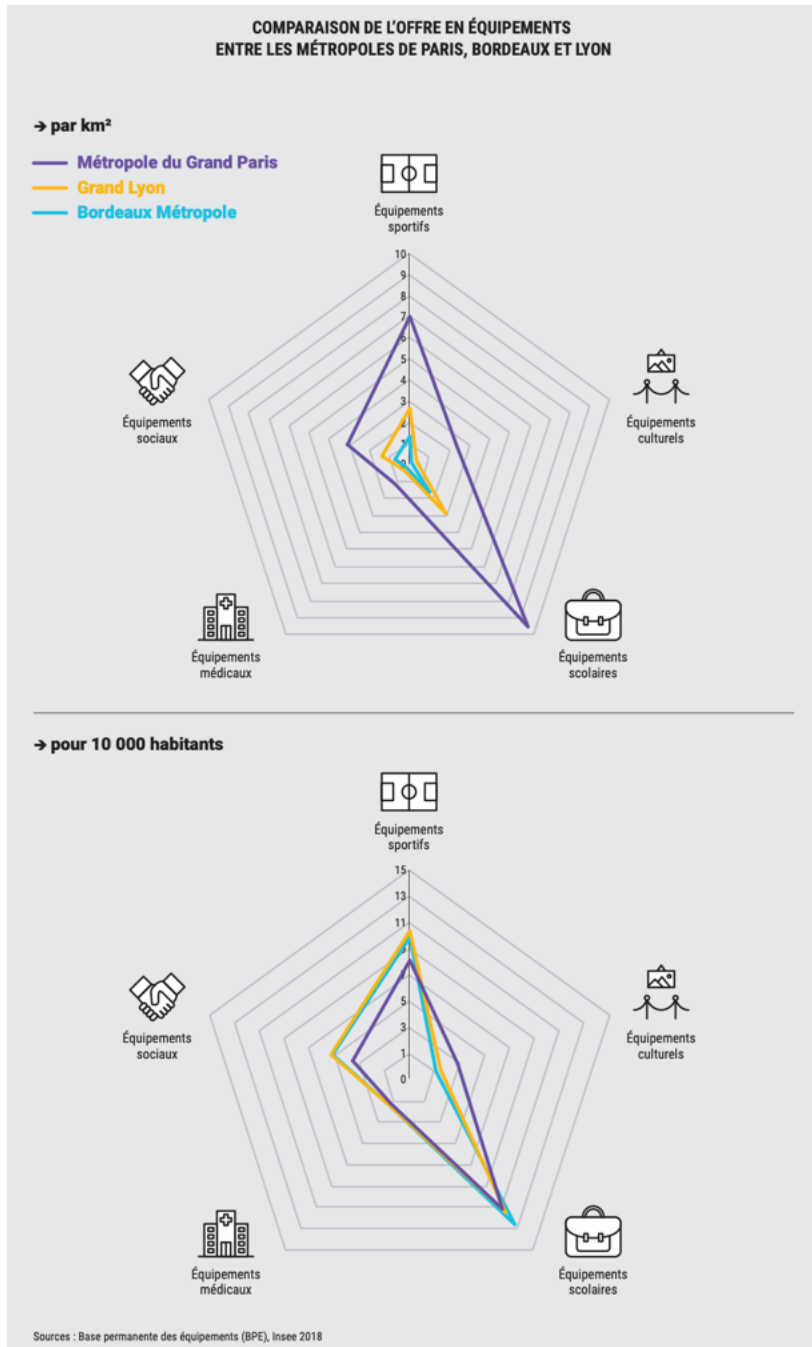 COMPARAISON DE L'OFFRE EN ÉQUIPEMENTS
ENTRE LES MÉTROPOLES DE PARIS, BORDEAUX ET LYON
→ par km²
Métropole du Grand Paris
Grand Lyon
Bordeaux Métropole
Équipements
sportifs
10
9
8
7
6
5
4
3
2
1
0
Équipements
sociaux
Équipements
culturels
Équipements
médicaux
Équipements
scolaires
→ pour 10 000 habitants
Équipements
sportifs
15
13
11
9
7
5
3
1
0
Équipements
sociaux
Équipements
culturels
Équipements
médicaux
Équipements
scolaires
Sources : Base permanente des équipements (BPE), Insee 2018